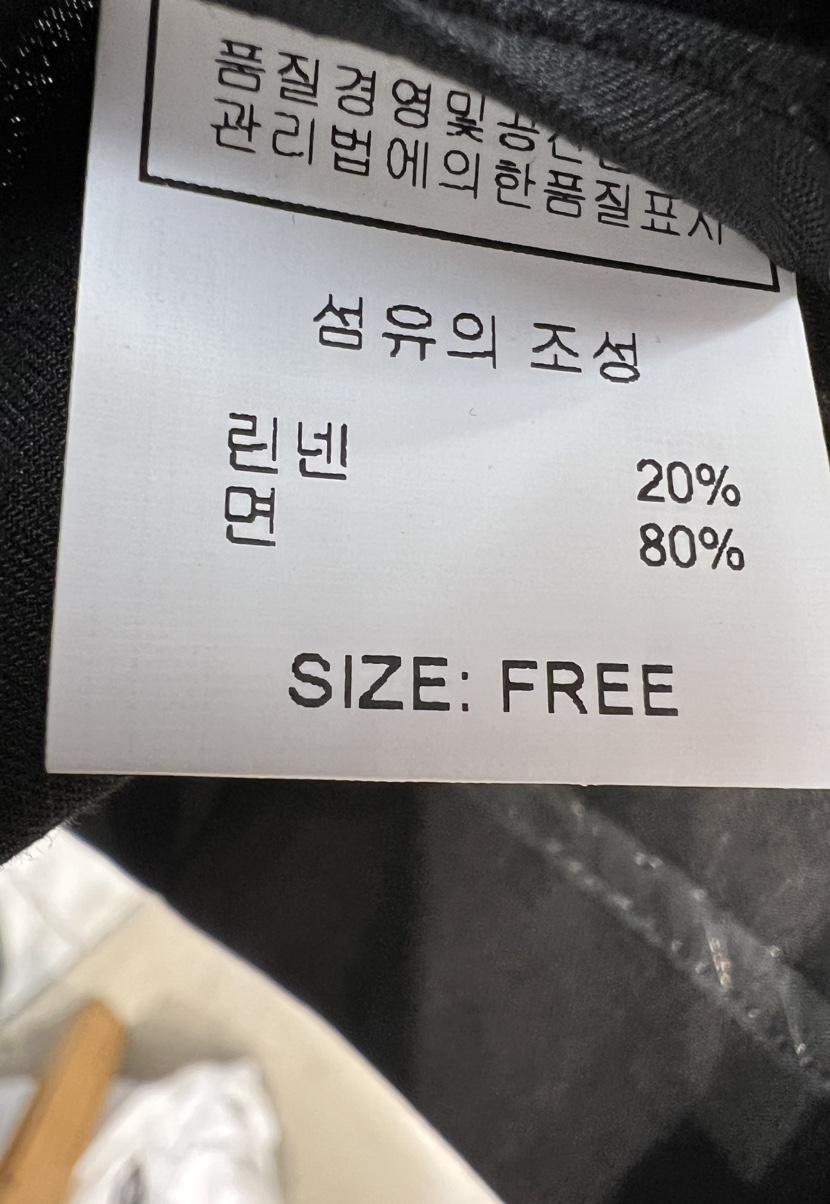 품질경영및공산품
관리법에의한품질표시
섬유의 조성
린넨 20%
면 80%
SIZE: FREE